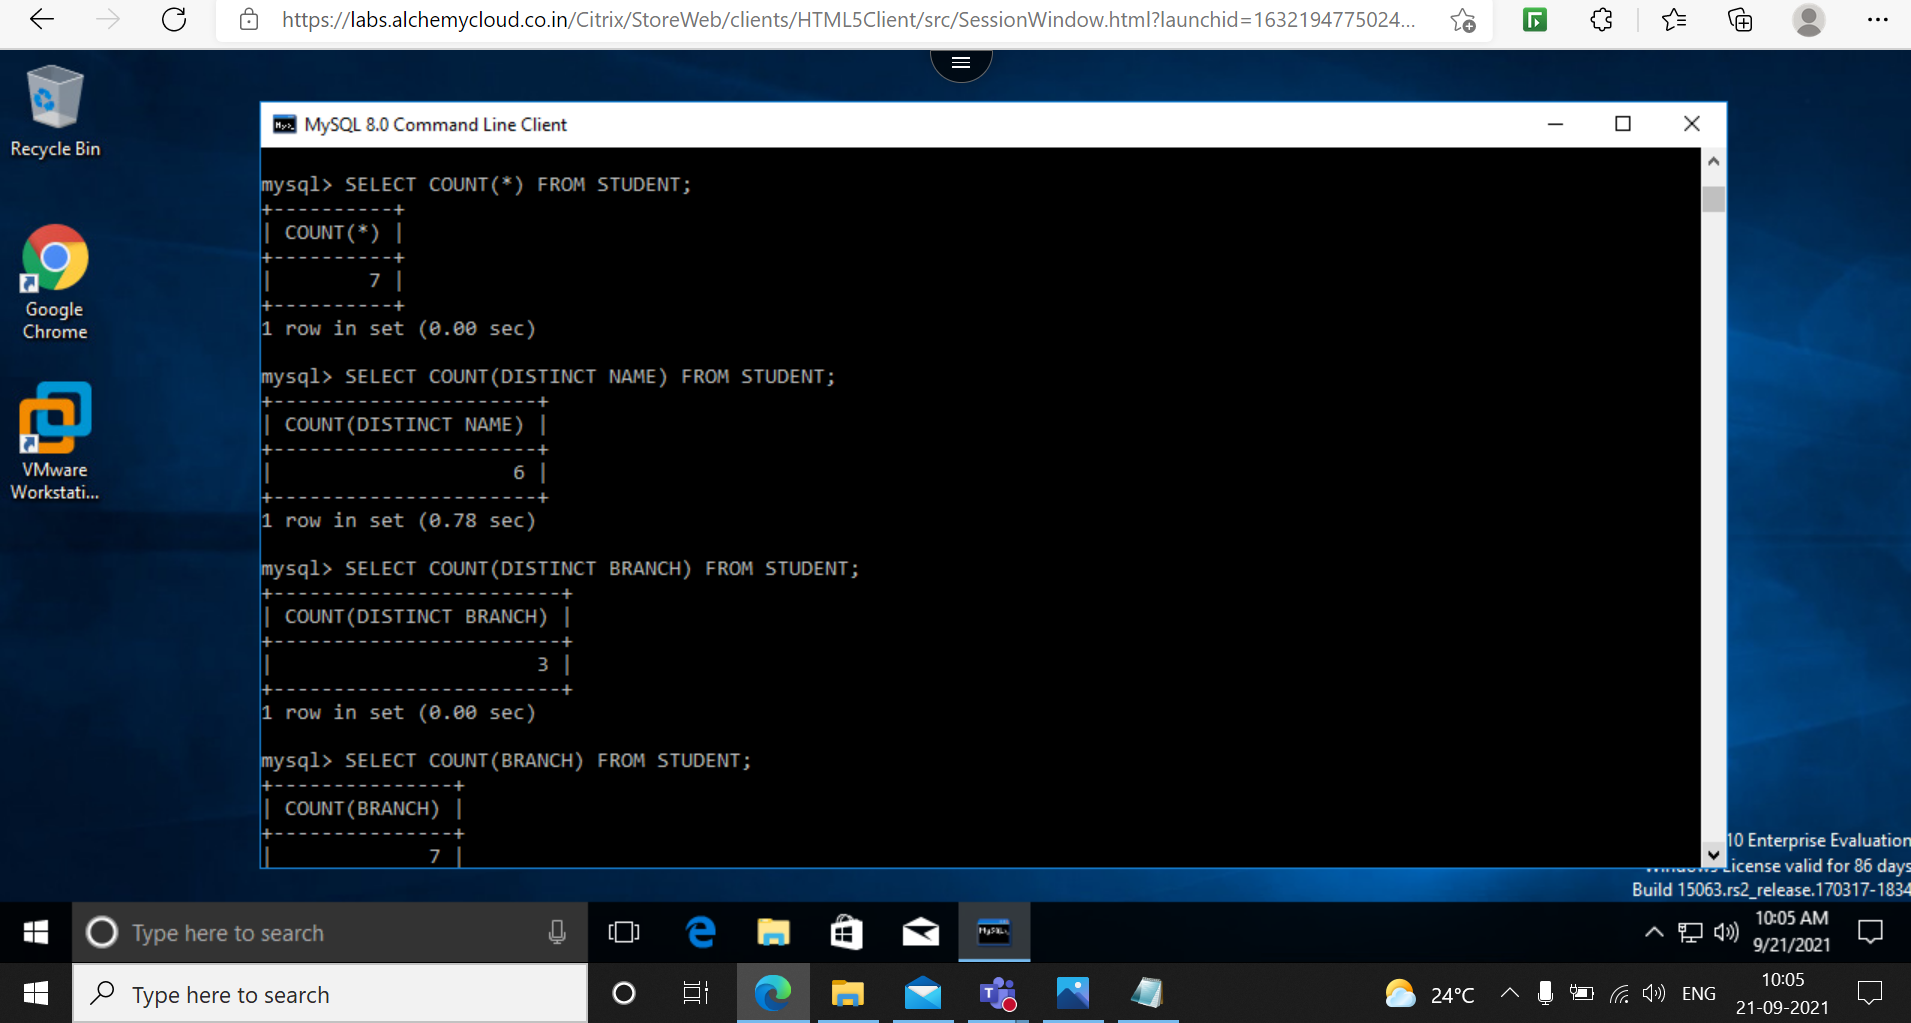 https://labs.alchemycloud.co.in/Citrix/StoreWeb/clients/HTML5Client/src/SessionWindow.html?launchid=1632194775024...
Recycle Bin
Google
Chrome
VMware
Workstati...
MySQL 8.0 Command Line Client
mysql> SELECT COUNT(*) FROM STUDENT;
+----------+
| COUNT(*) |
+----------+
|        7 |
+----------+
1 row in set (0.00 sec)
mysql> SELECT COUNT(DISTINCT NAME) FROM STUDENT;
+----------------------+
| COUNT(DISTINCT NAME) |
+----------------------+
|                    6 |
+----------------------+
1 row in set (0.78 sec)
mysql> SELECT COUNT(DISTINCT BRANCH) FROM STUDENT;
+------------------------+
| COUNT(DISTINCT BRANCH) |
+------------------------+
|                      3 |
+------------------------+
1 row in set (0.00 sec)
mysql> SELECT COUNT(BRANCH) FROM STUDENT;
+---------------+
| COUNT(BRANCH) |
+---------------+
|             7 |
10 Enterprise Evaluation
Windows License valid for 86 days
Build 15063.rs2_release.170317-1834
Type here to search
10:05 AM
9/21/2021
Type here to search
24°C
ENG
10:05
21-09-2021